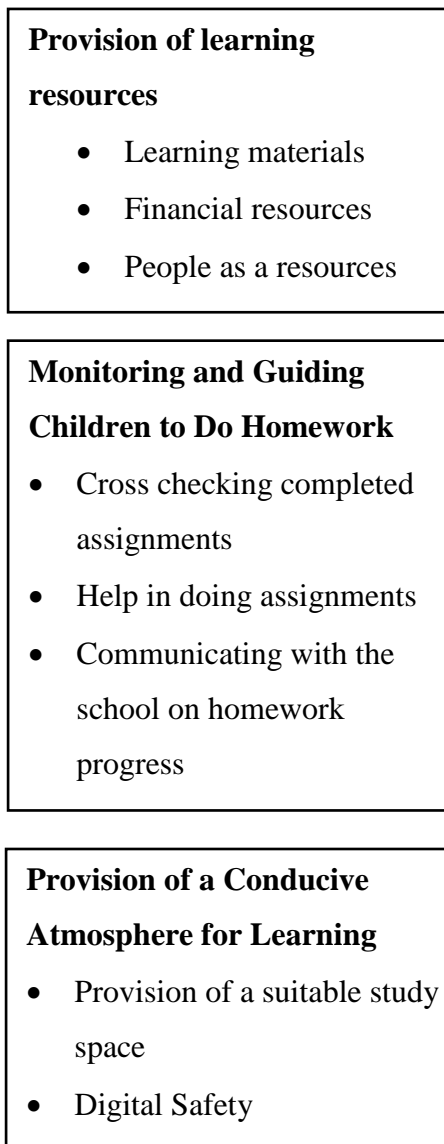 Provision of learning
resources
• Learning materials
• Financial resources
• People as a resources
Monitoring and Guiding
Children to Do Homework
• Cross checking completed
assignments
• Help in doing assignments
• Communicating with the
school on homework
progress
Provision of a Conducive
Atmosphere for Learning
• Provision of a suitable study
space
• Digital Safety